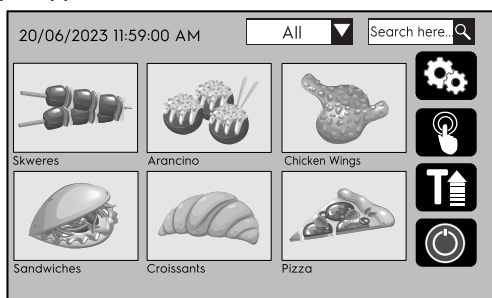 20/06/2023 11:59:00 AM
All
Search here...
Skweres
Arancino
Chicken Wings
T
Sandwiches
Croissants
Pizza